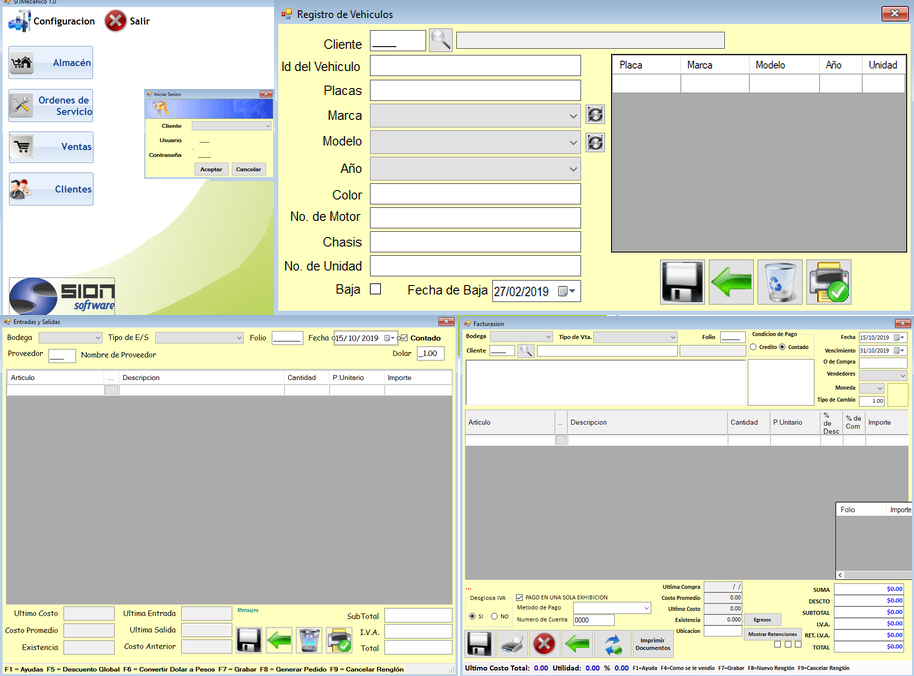 SITMecanico 1.0
Configuracion Salir
Almacén
Ordenes de
Servicio
Ventas
Clientes
Iniciar Sesion
Cliente
Usuario
Contraseña
Aceptar Cancelar
SION
software
Registro de Vehiculos
Cliente
Id del Vehiculo
Placas
Marca
Modelo
Año
Color
No. de Motor
Chasis
No. de Unidad
Baja Fecha de Baja 27/02/2019
Placa Marca Modelo Año Unidad
Entradas y Salidas
Bodega Tipo de E/S Folio Fecha 15/10/ 2019 Contado
Proveedor Nombre de Proveedor Dolar 1.00
Articulo ... Descripcion Cantidad P.Unitario Importe
Ultimo Costo Ultima Entrada Mensajes SubTotal
Costo Promedio Ultima Salida I.V.A.
Existencia Costo Anterior Total
F1 = Ayudas F5 = Descuento Global F6 = Convertir Dolar a Pesos F7 = Grabar F8 = Generar Pedido F9 = Cancelar Renglón
Facturasion
Bodega Tipo de Vta. Folio Condicion de Pago Fecha 15/10/2019
Cliente Credito Contado Vencimiento 31/10/2019
O de Compra
Vendedores
Moneda
Tipo de Cambio 1.00
Articulo ... Descripcion Cantidad P.Unitario % de Desc % de Com Importe
Folio Importe
...
Desglosa IVA PAGO EN UNA SOLA EXHIBICION
SI NO Metodo de Pago
Numero de Cuenta 0000
Ultima Compra / /
Costo Promedio 0.00
Ultimo Costo 0.00
Existencia 0.000 Egresos
Ubicacion Mostrar Retenciones
SUMA $0.00
DESCTO $0.00
SUBTOTAL $0.00
I.V.A. $0.00
RET. I.V.A. $0.00
TOTAL $0.00
Imprimir
Documentos
Ultimo Costo Total: 0.00 Utilidad: 0.00 % 0.00 F1=Ayuda F4=Como se le vendio F7=Grabar F8=Nuevo Renglón F9=Cancelar Renglón